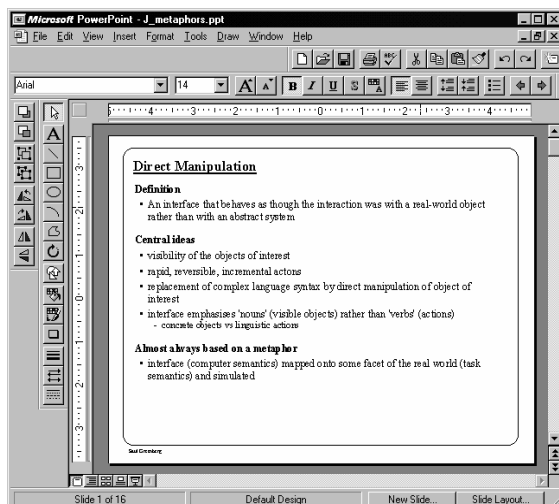 Microsoft PowerPoint - J_metaphors.ppt
File Edit View Insert Format Tools Draw Window Help
Arial 14 A A B I U S
Direct Manipulation
Definition
• An interface that behaves as though the interaction was with a real-world object
rather than with an abstract system
Central ideas
• visibility of the objects of interest
• rapid, reversible, incremental actons
• replacement of complex language syntax by direct manipulation of object of
interest
• interface emphasises 'nouns' (visible objects) rather than 'verbs' (actions)
- concrete objects vs linguistic actions
Almost always based on a metaphor
• interface (computer semantics) mapped onto some facet of the real world (task
semantics) and simulated
Saul Greenberg
Slide 1 of 16 Default Design New Slide... Slide Layout...